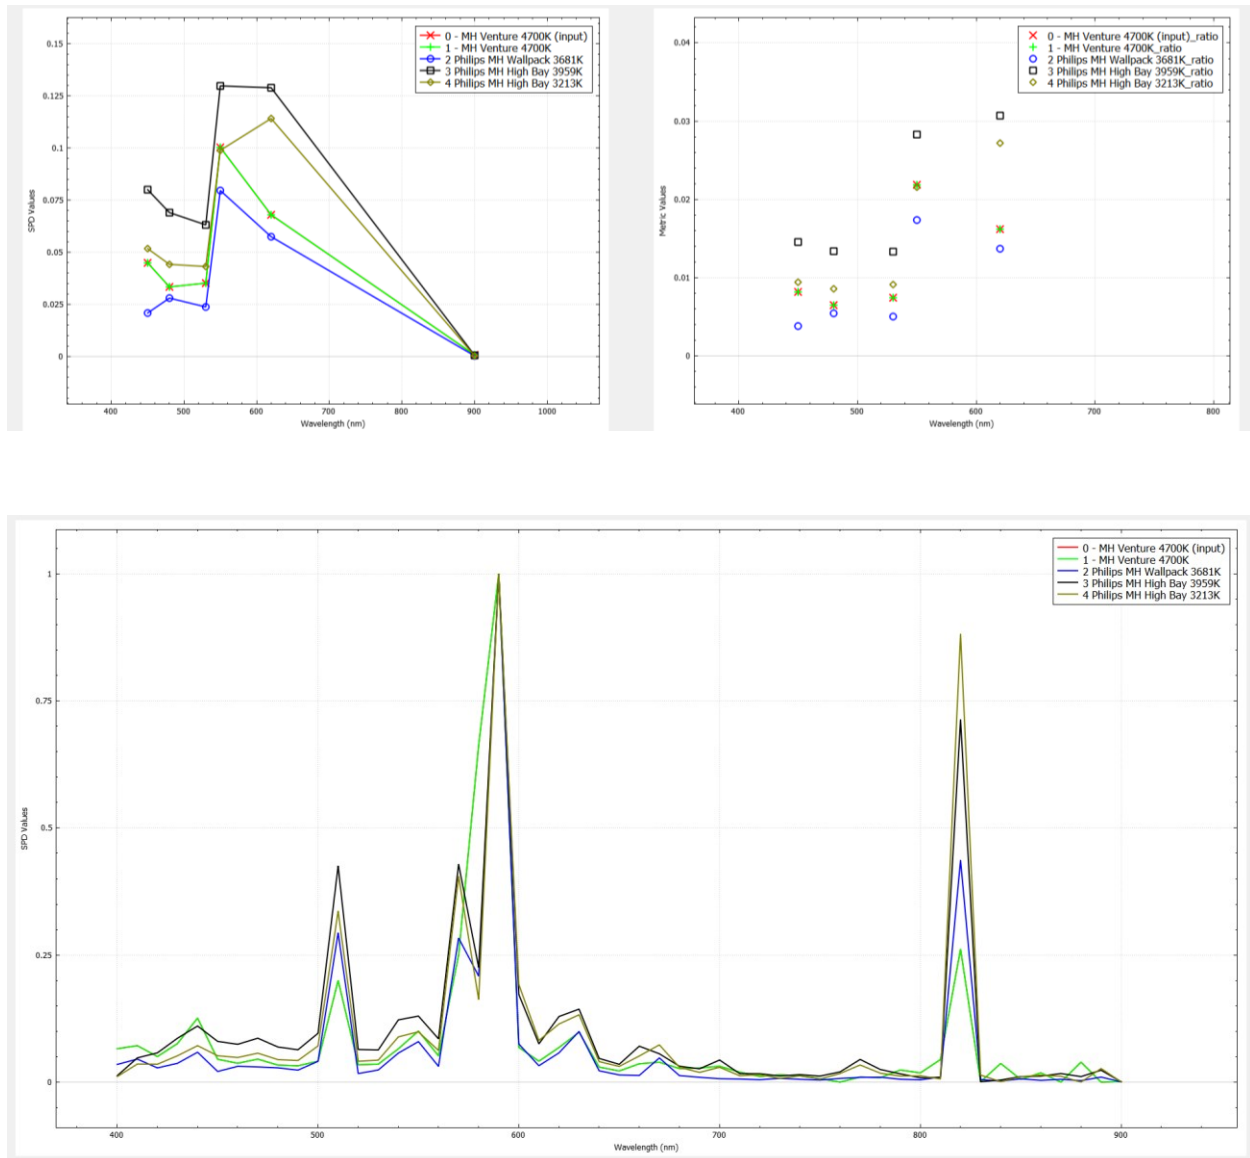 0 - MH Venture 4700K (input)
1 - MH Venture 4700K
2 Philips MH Wallpack 3681K
3 Philips MH High Bay 3959K
4 Philips MH High Bay 3213K
0.15
0.125
0.1
0.075
0.05
0.025
0
SPD Values
400 500 600 700 800 900 1000
Wavelength (nm)
0 - MH Venture 4700K (input)_ratio
1 - MH Venture 4700K_ratio
2 Philips MH Wallpack 3681K_ratio
3 Philips MH High Bay 3959K_ratio
4 Philips MH High Bay 3213K_ratio
0.04
0.03
0.02
0.01
0
Metric Values
400 500 600 700 800
Wavelength (nm)
0 - MH Venture 4700K (input)
1 - MH Venture 4700K
2 Philips MH Wallpack 3681K
3 Philips MH High Bay 3959K
4 Philips MH High Bay 3213K
1
0.75
0.5
0.25
0
SPD Values
400 500 600 700 800 900
Wavelength (nm)